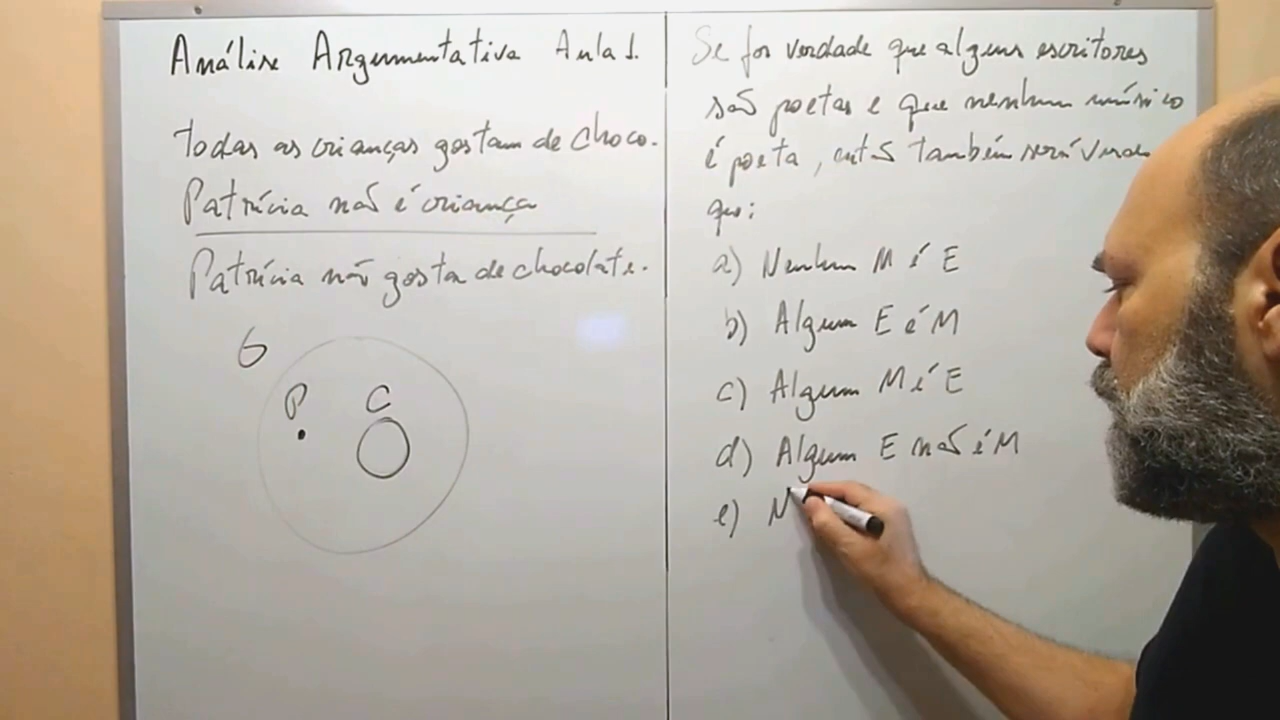 Análise Argumentativa Aula 1.
Todas as crianças gostam de choco.
Patrícia não é criança
Patrícia não gosta de chocolate.
G
P
C
Se for verdade que alguns escritores
são poetas e que nenhum músico
é poeta, então também será verda
que:
a) Nenhum M é E
b) Algum E é M
c) Algum M é E
d) Algum E não é M
e) N